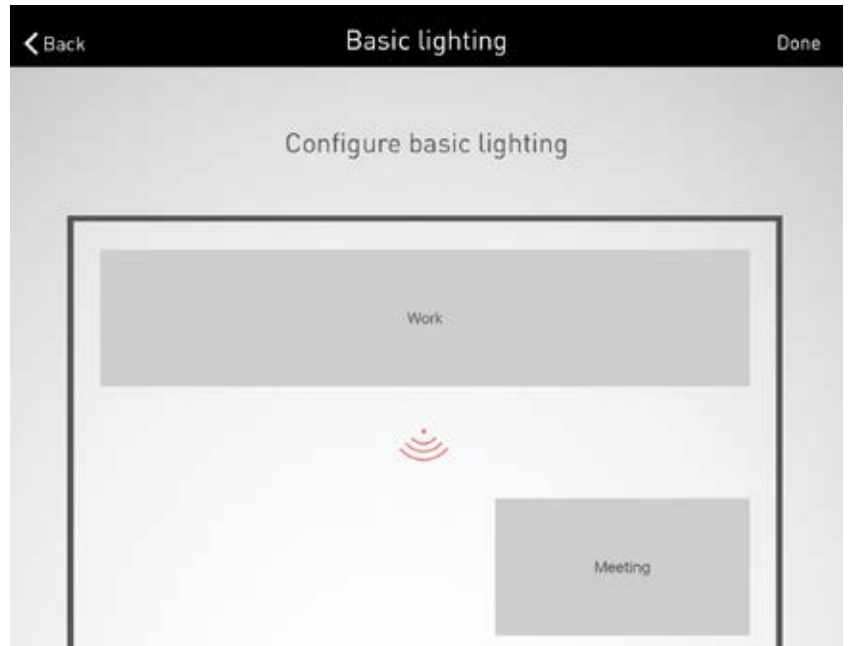 Back
Basic lighting
Done
Configure basic lighting
Work
Meeting